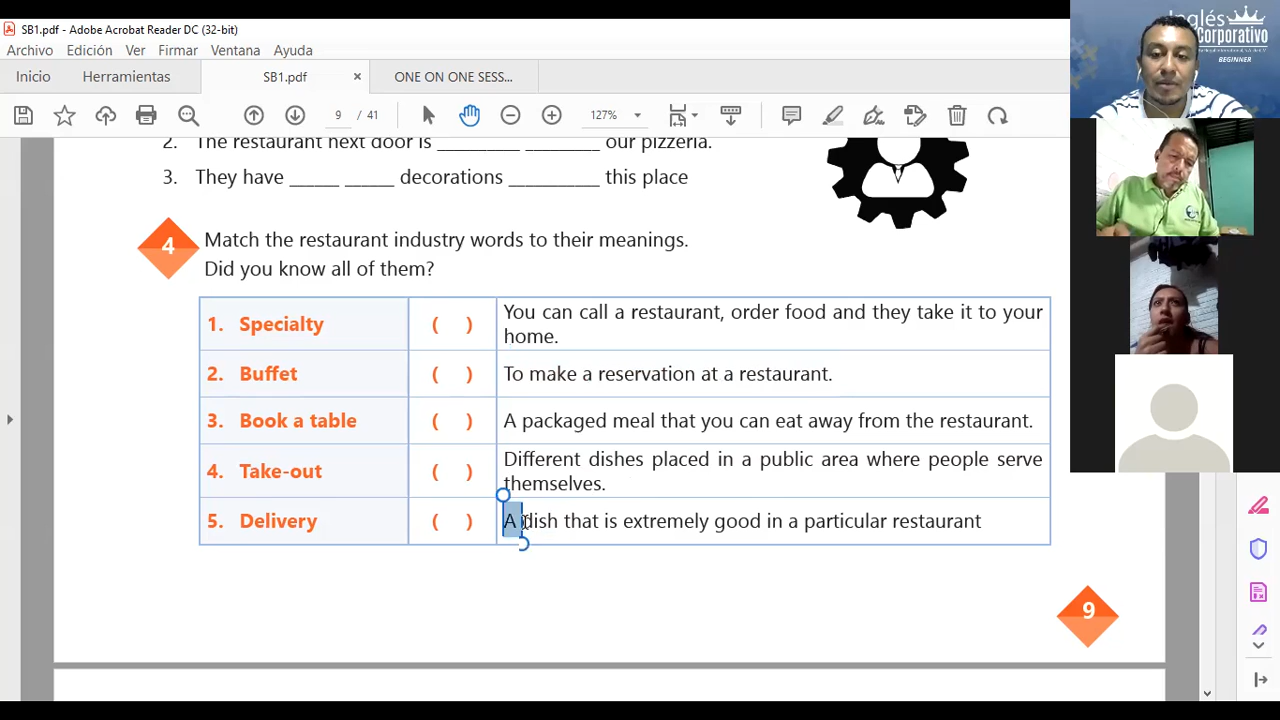 SB1.pdf - Adobe Acrobat Reader DC (32-bit)
Archivo Edición Ver Firmar Ventana Ayuda
Inicio Herramientas SB1.pdf × ONE ON ONE SESS...
9 / 41 127%
Inglés
Corporativo
BEGINNER
2. The restaurant next door is _________ ________ our pizzeria.
3. They have _____ _____ decorations __________ this place
4 Match the restaurant industry words to their meanings.
Did you know all of them?
1. Specialty ( ) You can call a restaurant, order food and they take it to your
home.
2. Buffet ( ) To make a reservation at a restaurant.
3. Book a table ( ) A packaged meal that you can eat away from the restaurant.
4. Take-out ( ) Different dishes placed in a public area where people serve
themselves.
5. Delivery ( ) A dish that is extremely good in a particular restaurant
9